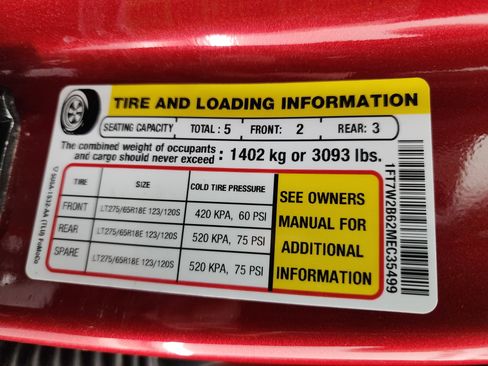 TIRE AND LOADING INFORMATION
SEATING CAPACITY TOTAL : 5 FRONT: 2 REAR: 3
The combined weight of occupants
and cargo should never exceed : 1402 kg or 3093 lbs.
TIRE SIZE COLD TIRE PRESSURE
FRONT LT275/65R18E 123/120S 420 KPA, 60 PSI
REAR LT275/65R18E 123/120S 520 KPA, 75 PSI
SPARE LT275/65R18E 123/120S 520 KPA, 75 PSI
SEE OWNERS
MANUAL FOR
ADDITIONAL
INFORMATION
1FT7W2B62MEC35499